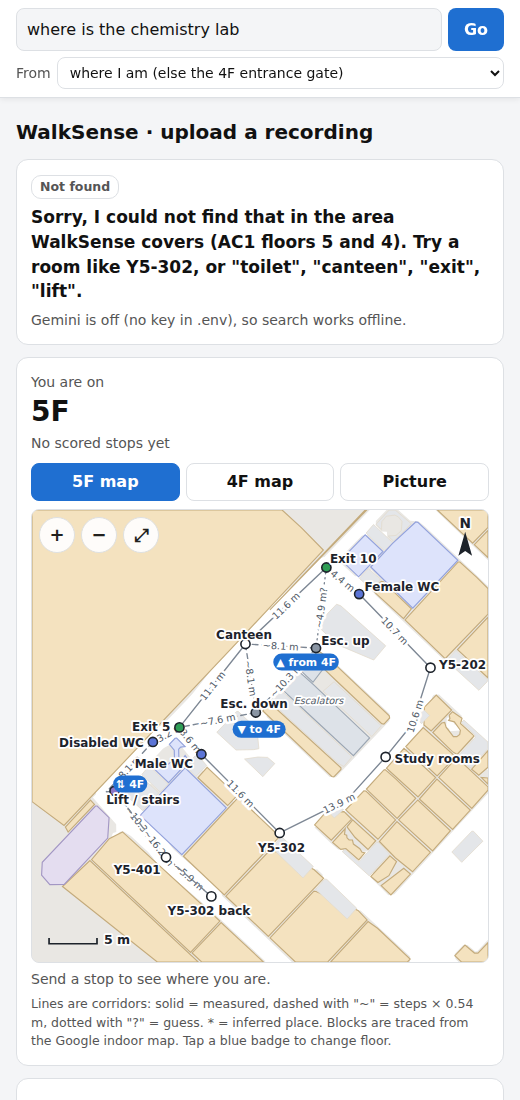 where is the chemistry lab
Go
From
where I am (else the 4F entrance gate)
WalkSense · upload a recording
Not found
Sorry, I could not find that in the area
WalkSense covers (AC1 floors 5 and 4). Try a
room like Y5-302, or "toilet", "canteen", "exit",
"lift".
Gemini is off (no key in .env), so search works offline.
You are on
5F
No scored stops yet
5F map
4F map
Picture
+
−
⤢
N
Exit 10
4.4 m
Female WC
11.6 m
~4.9 m?
10.7 m
Canteen
~8.1 m
Esc. up
▲ from 4F
Y5-202
11.1 m
~8.1 m
Esc. down
Escalators
10.6 m
Exit 5
~7.6 m
▼ to 4F
Disabled WC
Male WC
Study rooms
⇅ 4F
Lift / stairs
11.6 m
13.9 m
Y5-302
Y5-401
~5.9 m
Y5-302 back
5 m
Send a stop to see where you are.
Lines are corridors: solid = measured, dashed with "~" = steps × 0.54
m, dotted with "?" = guess. * = inferred place. Blocks are traced from
the Google indoor map. Tap a blue badge to change floor.